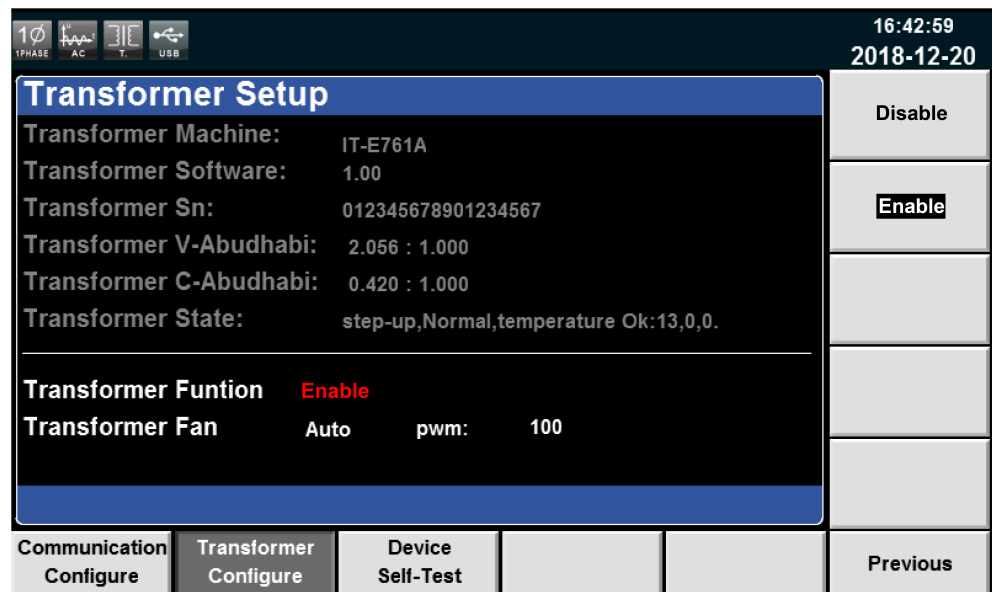 1Ø
1PHASE
u
AC
T.
USB
16:42:59
2018-12-20
Transformer Setup
Transformer Machine: IT-E761A
Transformer Software: 1.00
Transformer Sn: 012345678901234567
Transformer V-Abudhabi: 2.056 : 1.000
Transformer C-Abudhabi: 0.420 : 1.000
Transformer State: step-up,Normal,temperature Ok:13,0,0.
Transformer Funtion Enable
Transformer Fan Auto pwm: 100
Disable
Enable
Communication
Configure
Transformer
Configure
Device
Self-Test
Previous